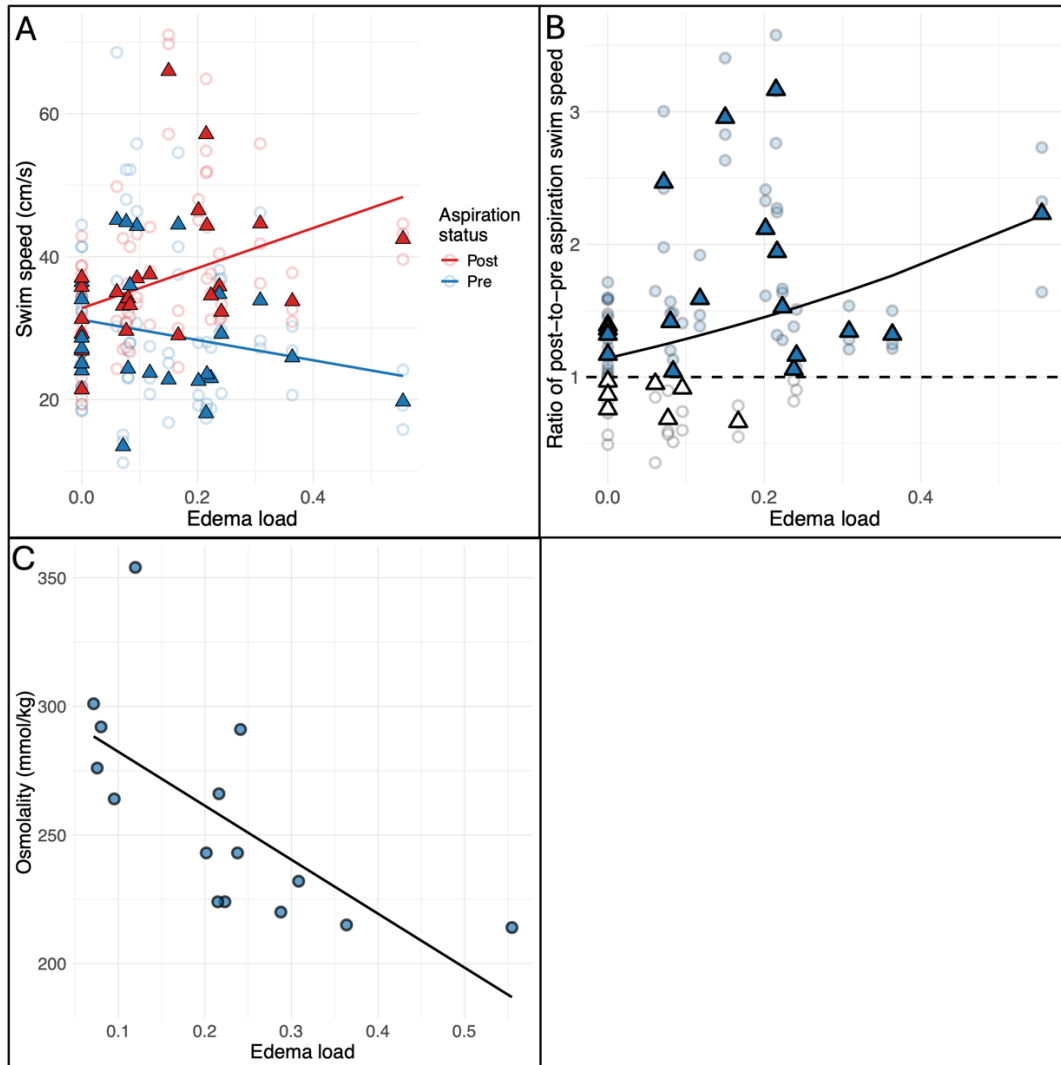 A
Swim speed (cm/s)
60
40
20
0.0
0.2
0.4
Edema load
Aspiration
status
Post
Pre
B
Ratio of post-to-pre aspiration swim speed
3
2
1
0.0
0.2
0.4
Edema load
C
Osmolality (mmol/kg)
350
300
250
200
0.1
0.2
0.3
0.4
0.5
Edema load